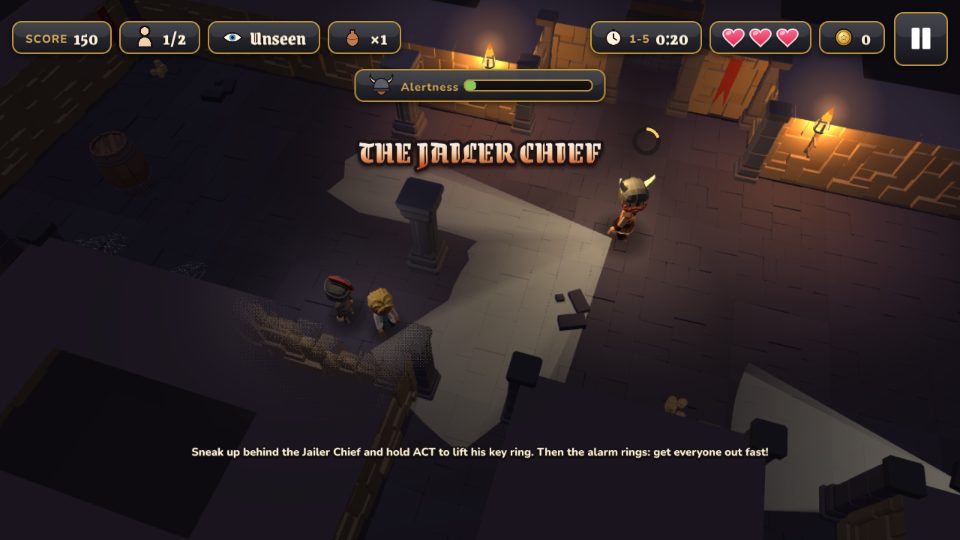 SCORE 150
1/2
Unseen
×1
1-5 0:20
0
Alertness
THE JAILER CHIEF
Sneak up behind the Jailer Chief and hold ACT to lift his key ring. Then the alarm rings: get everyone out fast!